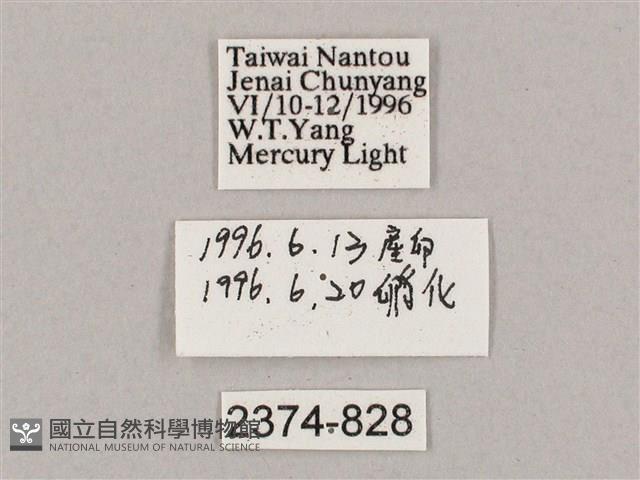 Taiwai Nantou
Jenai Chunyang
VI/10-12/1996
W.T.Yang
Mercury Light
1996.6.13 產卵
1996.6.20 孵化
2374-828
國立自然科學博物館
NATIONAL MUSEUM OF NATURAL SCIENCE